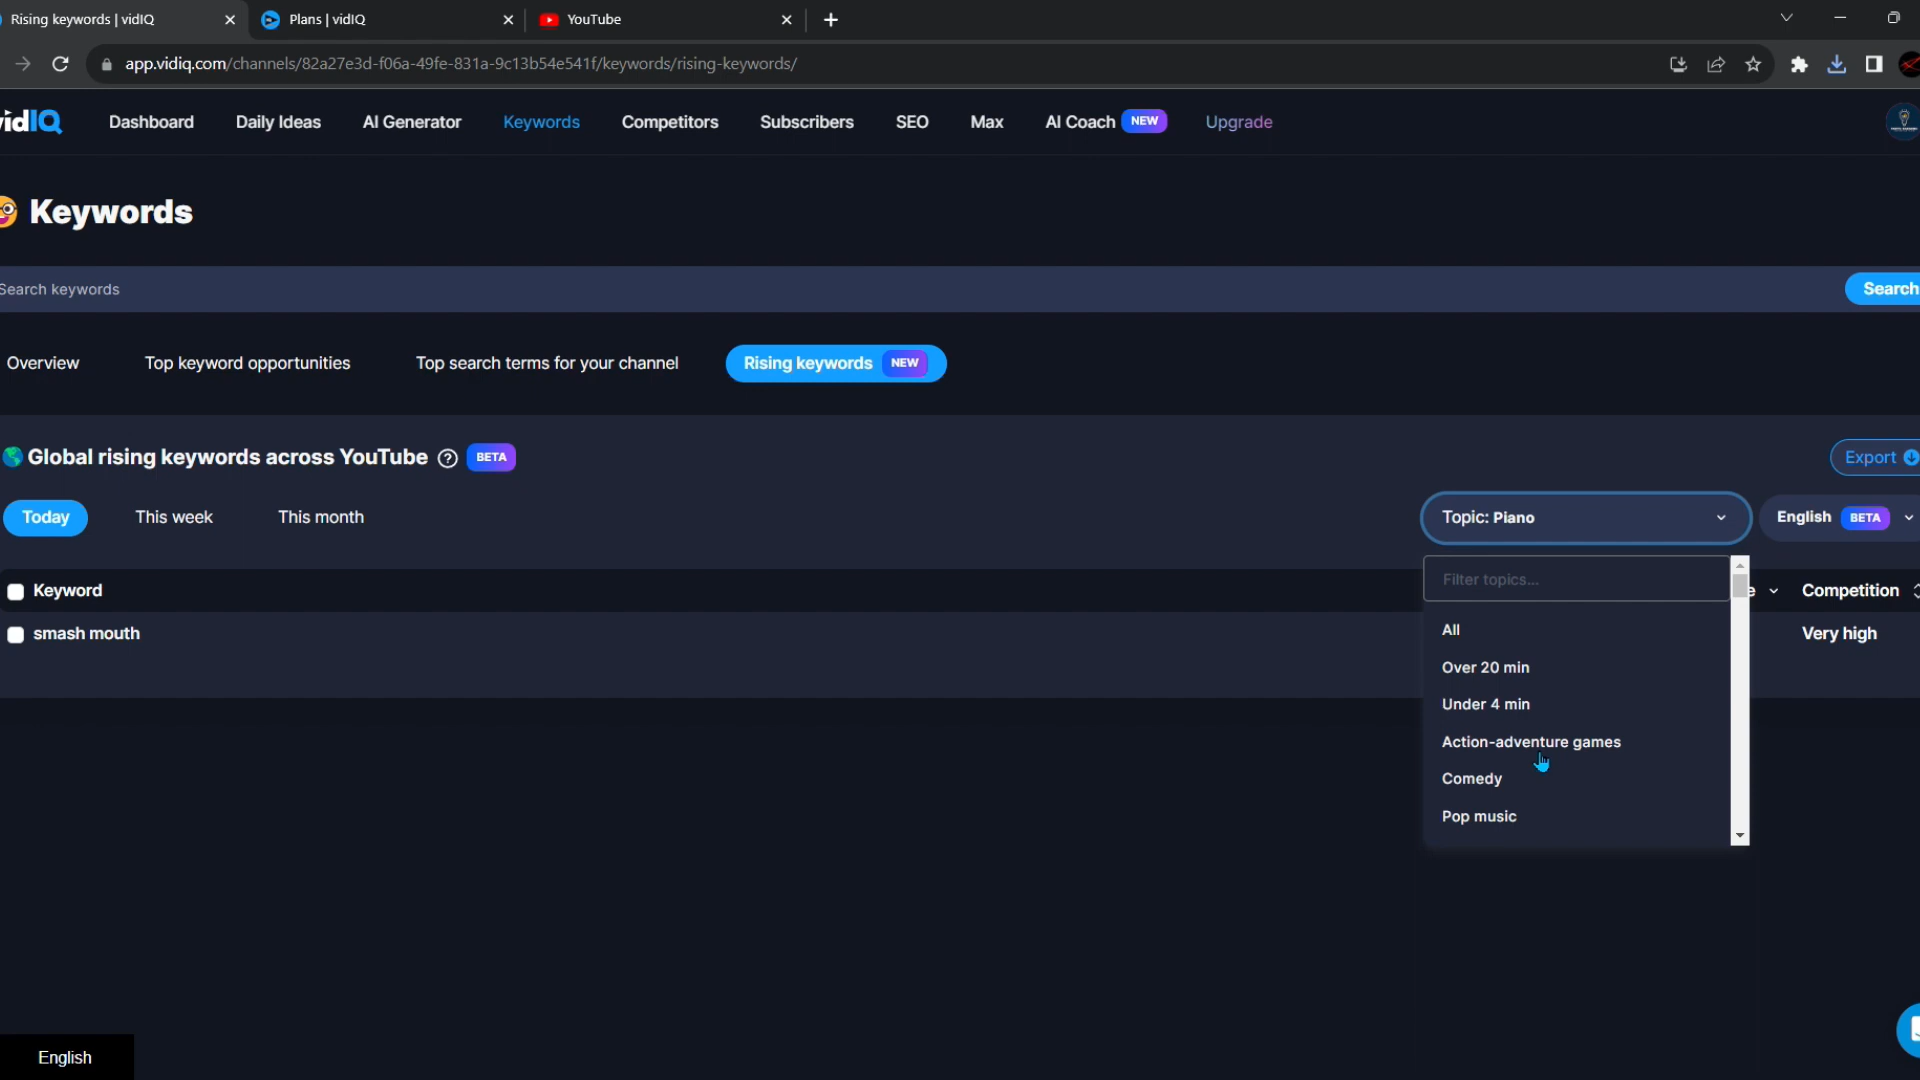 Rising keywords | vidIQ
Plans | vidIQ
YouTube
app.vidiq.com/channels/82a27e3d-f06a-49fe-831a-9c13b54e541f/keywords/rising-keywords/
vidIQ
Dashboard
Daily Ideas
AI Generator
Keywords
Competitors
Subscribers
SEO
Max
AI Coach NEW
Upgrade
Keywords
Search keywords
Search
Overview
Top keyword opportunities
Top search terms for your channel
Rising keywords NEW
Global rising keywords across YouTube ? BETA
Export
Today
This week
This month
Topic: Piano
English BETA
Filter topics...
Keyword
e
Competition
smash mouth
Very high
All
Over 20 min
Under 4 min
Action-adventure games
Comedy
Pop music
English